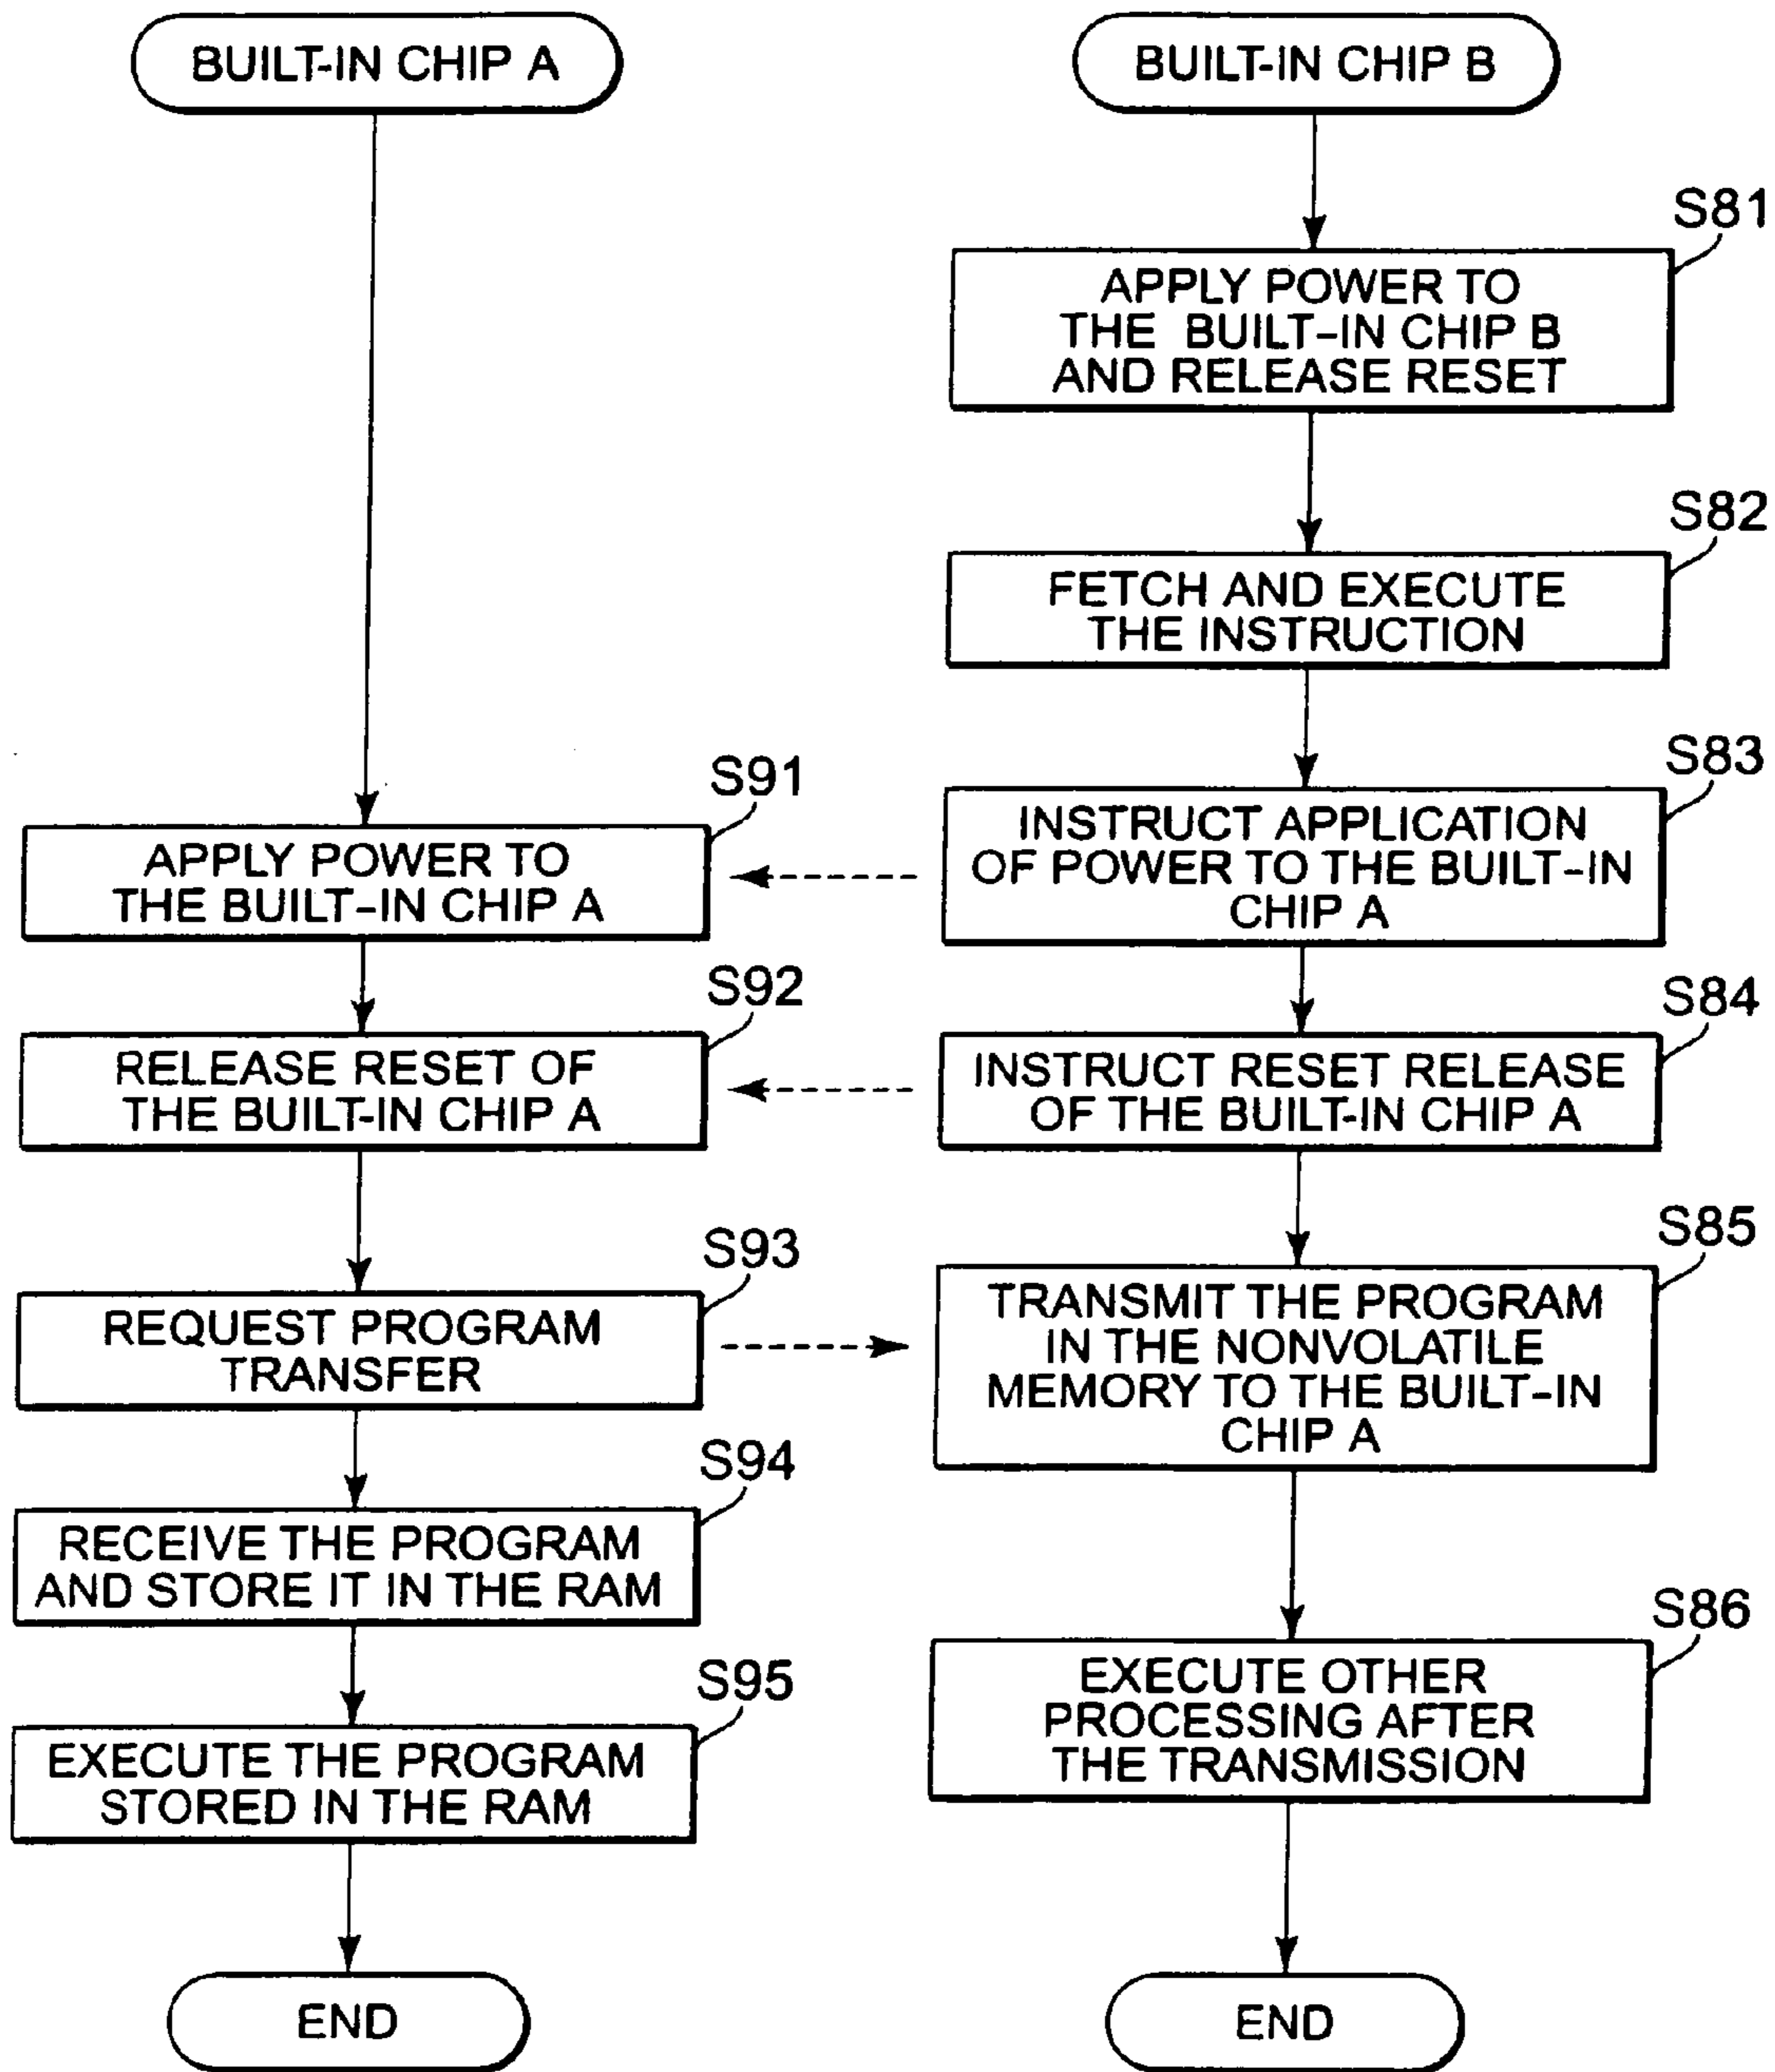 BUILT-IN CHIP A
S91
APPLY POWER TO
THE BUILT-IN CHIP A
S92
RELEASE RESET OF
THE BUILT-IN CHIP A
S93
REQUEST PROGRAM
TRANSFER
S94
RECEIVE THE PROGRAM
AND STORE IT IN THE RAM
S95
EXECUTE THE PROGRAM
STORED IN THE RAM
END
BUILT-IN CHIP B
S81
APPLY POWER TO
THE BUILT-IN CHIP B
AND RELEASE RESET
S82
FETCH AND EXECUTE
THE INSTRUCTION
S83
INSTRUCT APPLICATION
OF POWER TO THE BUILT-IN
CHIP A
S84
INSTRUCT RESET RELEASE
OF THE BUILT-IN CHIP A
S85
TRANSMIT THE PROGRAM
IN THE NONVOLATILE
MEMORY TO THE BUILT-IN
CHIP A
S86
EXECUTE OTHER
PROCESSING AFTER
THE TRANSMISSION
END